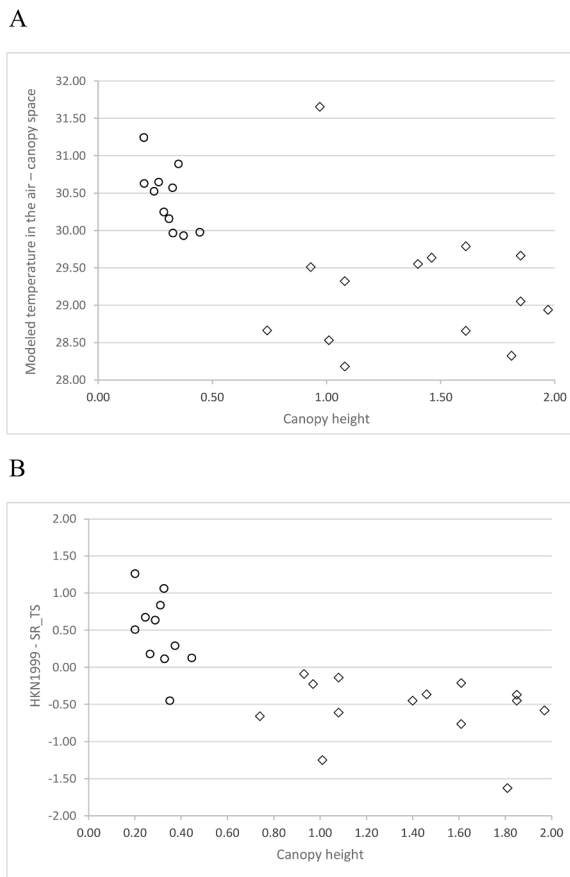 A
Modeled temperature in the air – canopy space
32.00
31.50
31.00
30.50
30.00
29.50
29.00
28.50
28.00
0.00 0.50 1.00 1.50 2.00
Canopy height
B
HKN1999 - SR_TS
2.00
1.50
1.00
0.50
0.00
-0.50
-1.00
-1.50
-2.00
0.00 0.20 0.40 0.60 0.80 1.00 1.20 1.40 1.60 1.80 2.00
Canopy height